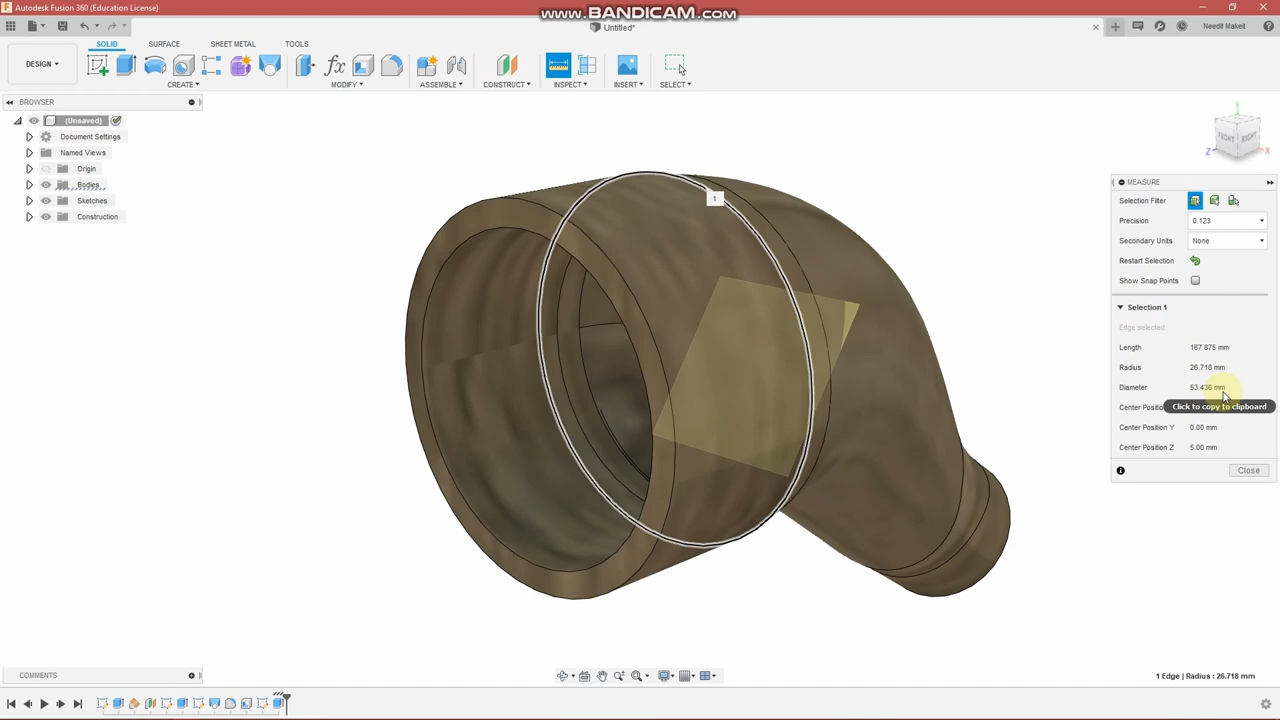 Autodesk Fusion 360 (Education License)
www.BANDICAM.com
Untitled*
Needit Makeit
DESIGN
SOLID
SURFACE
SHEET METAL
TOOLS
CREATE
MODIFY
ASSEMBLE
CONSTRUCT
INSPECT
INSERT
SELECT
BROWSER
(Unsaved)
Document Settings
Named Views
Origin
Bodies
Sketches
Construction
1
FRONT
RIGHT
Y
Z
X
MEASURE
Selection Filter
Precision 0.123
Secondary Units None
Restart Selection
Show Snap Points
Selection 1
Edge selected
Length 167.875 mm
Radius 26.718 mm
Diameter 53.436 mm
Click to copy to clipboard
Center Position Y 0.00 mm
Center Position Z 5.00 mm
Close
COMMENTS
1 Edge | Radius : 26.718 mm